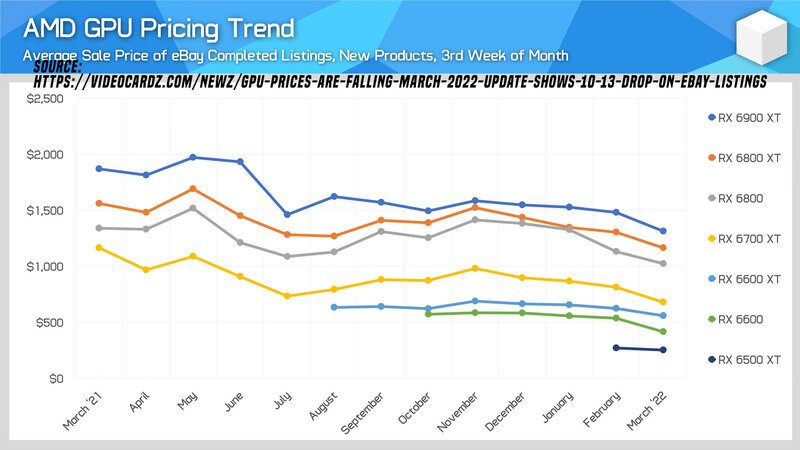 AMD GPU Pricing Trend
Average Sale Price of eBay Completed Listings, New Products, 3rd Week of Month
SOURCE:
HTTPS://VIDEOCARDZ.COM/NEWZ/GPU-PRICES-ARE-FALLING-MARCH-2022-UPDATE-SHOWS-10-13-DROP-ON-EBAY-LISTINGS
$2,500
$2,000
$1,500
$1,000
$500
$0
March '21
April
May
June
July
August
September
October
November
December
January
February
March '22
RX 6900 XT
RX 6800 XT
RX 6800
RX 6700 XT
RX 6600 XT
RX 6600
RX 6500 XT